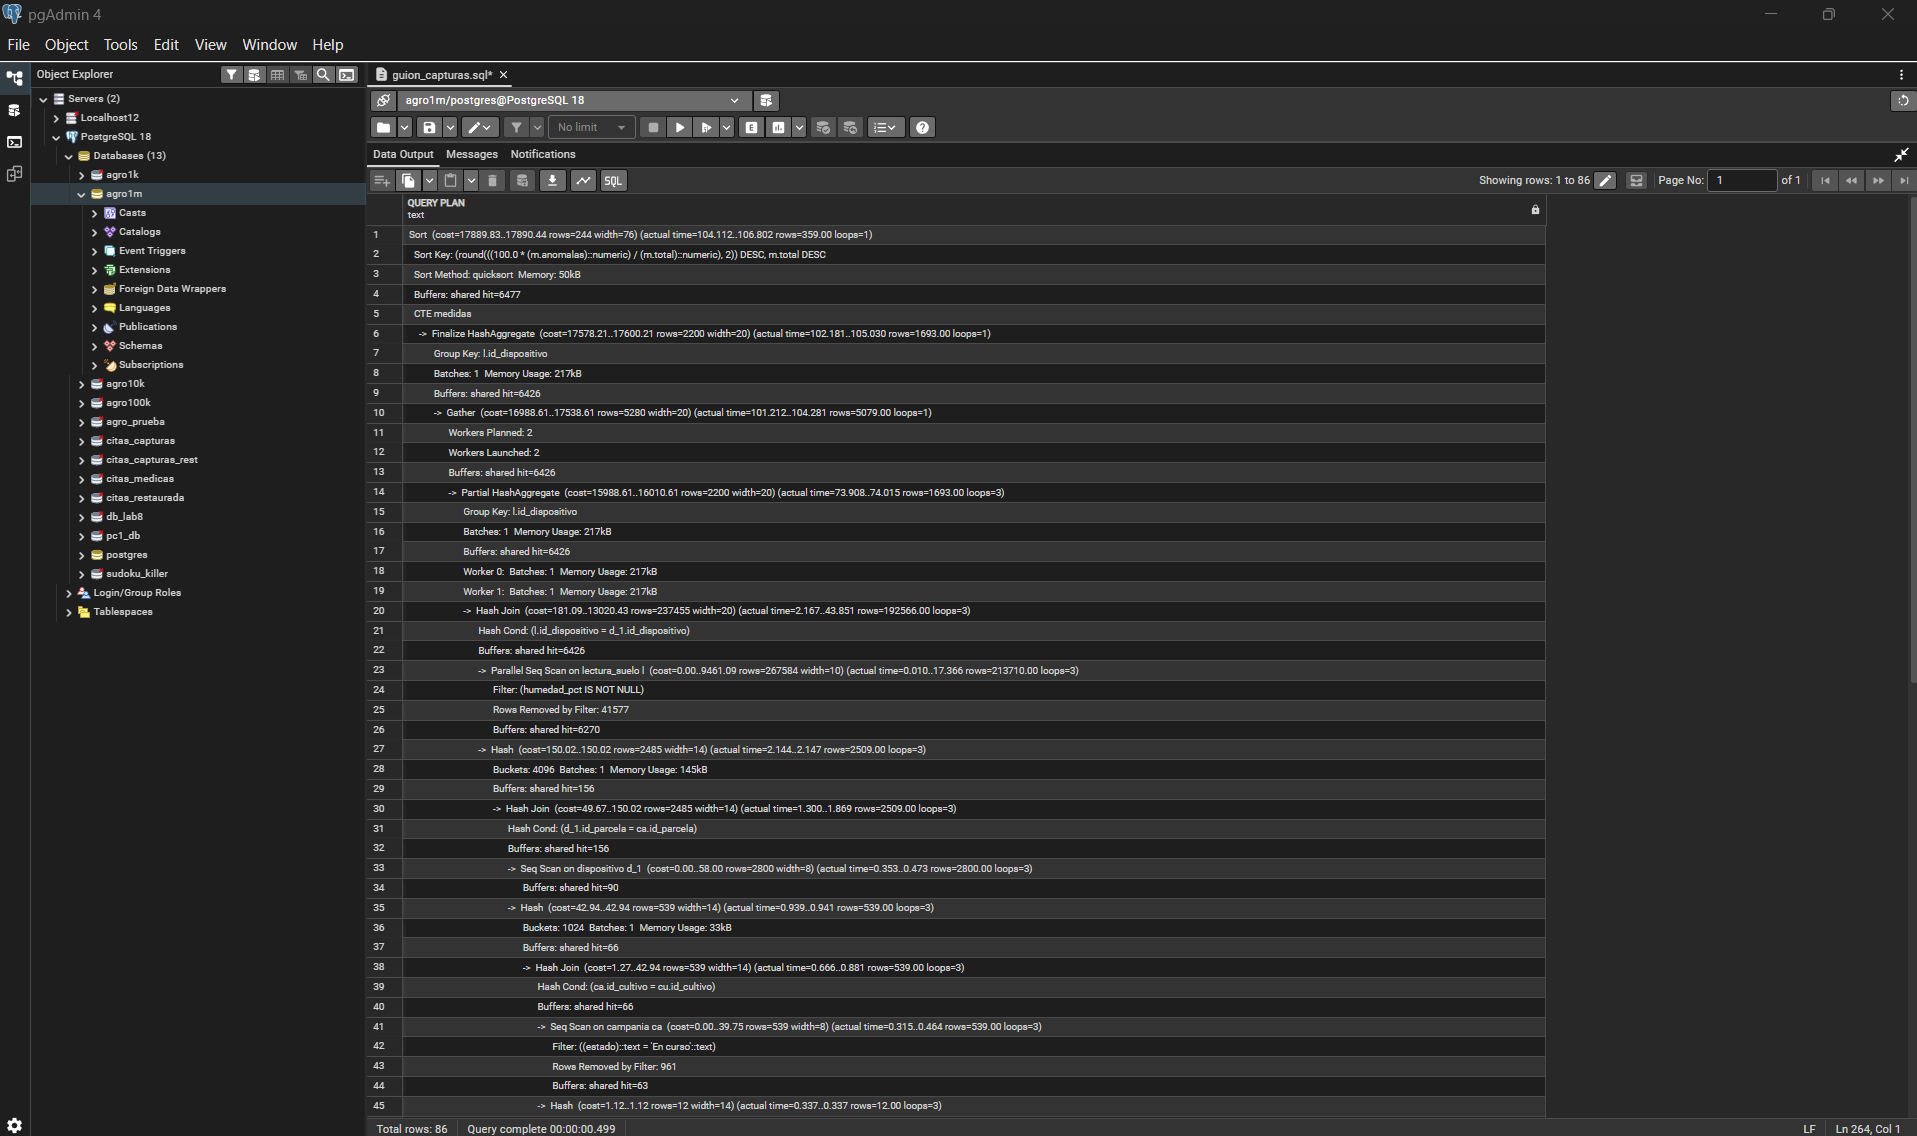 pgAdmin 4
File Object Tools Edit View Window Help
Object Explorer
guion_capturas.sql*
Servers (2)
Localhost12
PostgreSQL 18
Databases (13)
agro1k
agro1m
Casts
Catalogs
Event Triggers
Extensions
Foreign Data Wrappers
Languages
Publications
Schemas
Subscriptions
agro10k
agro100k
agro_prueba
citas_capturas
citas_capturas_rest
citas_medicas
citas_restaurada
db_lab8
pc1_db
postgres
sudoku_killer
Login/Group Roles
Tablespaces
agro1m/postgres@PostgreSQL 18
No limit
E
Data Output Messages Notifications
SQL
Showing rows: 1 to 86
Page No: 1 of 1
QUERY PLAN
text
1 Sort (cost=17889.83..17890.44 rows=244 width=76) (actual time=104.112..106.802 rows=359.00 loops=1)
2 Sort Key: (round(((100.0 * (m.anomalas)::numeric) / (m.total)::numeric), 2)) DESC, m.total DESC
3 Sort Method: quicksort Memory: 50kB
4 Buffers: shared hit=6477
5 CTE medidas
6 -> Finalize HashAggregate (cost=17578.21..17600.21 rows=2200 width=20) (actual time=102.181..105.030 rows=1693.00 loops=1)
7 Group Key: l.id_dispositivo
8 Batches: 1 Memory Usage: 217kB
9 Buffers: shared hit=6426
10 -> Gather (cost=16988.61..17538.61 rows=5280 width=20) (actual time=101.212..104.281 rows=5079.00 loops=1)
11 Workers Planned: 2
12 Workers Launched: 2
13 Buffers: shared hit=6426
14 -> Partial HashAggregate (cost=15988.61..16010.61 rows=2200 width=20) (actual time=73.908..74.015 rows=1693.00 loops=3)
15 Group Key: l.id_dispositivo
16 Batches: 1 Memory Usage: 217kB
17 Buffers: shared hit=6426
18 Worker 0: Batches: 1 Memory Usage: 217kB
19 Worker 1: Batches: 1 Memory Usage: 217kB
20 -> Hash Join (cost=181.09..13020.43 rows=237455 width=20) (actual time=2.167..43.851 rows=192566.00 loops=3)
21 Hash Cond: (l.id_dispositivo = d_1.id_dispositivo)
22 Buffers: shared hit=6426
23 -> Parallel Seq Scan on lectura_suelo l (cost=0.00..9461.09 rows=267584 width=10) (actual time=0.010..17.366 rows=213710.00 loops=3)
24 Filter: (humedad_pct IS NOT NULL)
25 Rows Removed by Filter: 41577
26 Buffers: shared hit=6270
27 -> Hash (cost=150.02..150.02 rows=2485 width=14) (actual time=2.144..2.147 rows=2509.00 loops=3)
28 Buckets: 4096 Batches: 1 Memory Usage: 145kB
29 Buffers: shared hit=156
30 -> Hash Join (cost=49.67..150.02 rows=2485 width=14) (actual time=1.300..1.869 rows=2509.00 loops=3)
31 Hash Cond: (d_1.id_parcela = ca.id_parcela)
32 Buffers: shared hit=156
33 -> Seq Scan on dispositivo d_1 (cost=0.00..58.00 rows=2800 width=8) (actual time=0.353..0.473 rows=2800.00 loops=3)
34 Buffers: shared hit=90
35 -> Hash (cost=42.94..42.94 rows=539 width=14) (actual time=0.939..0.941 rows=539.00 loops=3)
36 Buckets: 1024 Batches: 1 Memory Usage: 33kB
37 Buffers: shared hit=66
38 -> Hash Join (cost=1.27..42.94 rows=539 width=14) (actual time=0.666..0.881 rows=539.00 loops=3)
39 Hash Cond: (ca.id_cultivo = cu.id_cultivo)
40 Buffers: shared hit=66
41 -> Seq Scan on campania ca (cost=0.00..39.75 rows=539 width=8) (actual time=0.315..0.464 rows=539.00 loops=3)
42 Filter: ((estado)::text = 'En curso'::text)
43 Rows Removed by Filter: 961
44 Buffers: shared hit=63
45 -> Hash (cost=1.12..1.12 rows=12 width=14) (actual time=0.337..0.337 rows=12.00 loops=3)
Total rows: 86 Query complete 00:00:00.499
LF Ln 264, Col 1